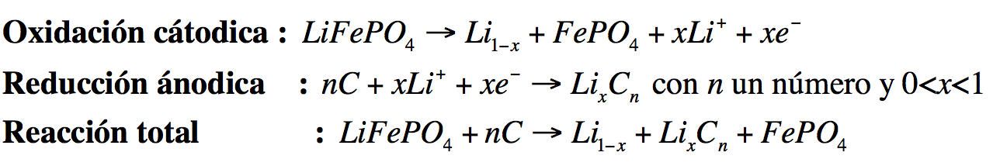 Oxidación cátodica : LiFePO₄ → Li₁₋ₓ + FePO₄ + xLi⁺ + xe⁻
Reducción ánodica : nC + xLi⁺ + xe⁻ → LiₓCₙ con n un número y 0<x<1
Reacción total : LiFePO₄ + nC → Li₁₋ₓ + LiₓCₙ + FePO₄